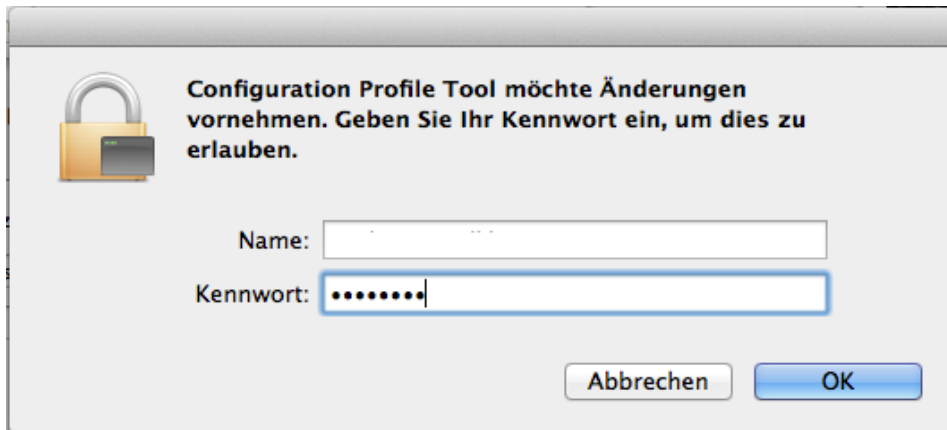 Configuration Profile Tool möchte Änderungen
vornehmen. Geben Sie Ihr Kennwort ein, um dies zu
erlauben.
Name:
Kennwort: ••••••••
Abbrechen
OK